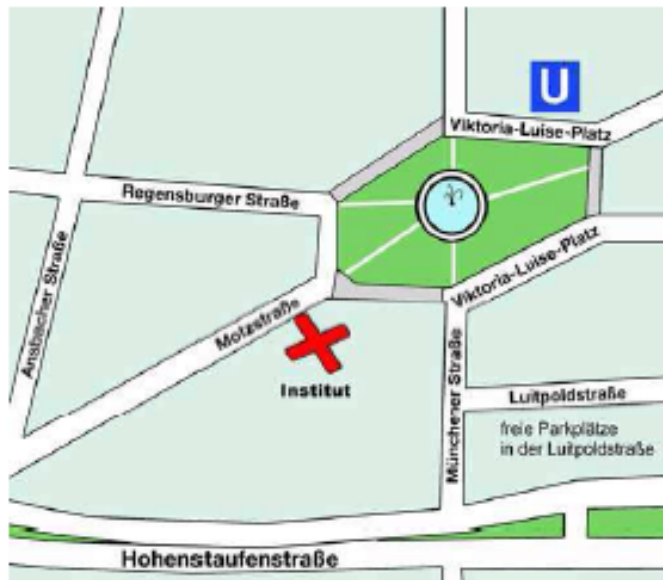 U
Viktoria-Luise-Platz
Regensburger Straße
Ansbacher Straße
Viktoria-Luise-Platz
Motzstraße
Institut
Münchener Straße
Luitpoldstraße
freie Parkplätze
in der Luitpoldstraße
Hohenstaufenstraße